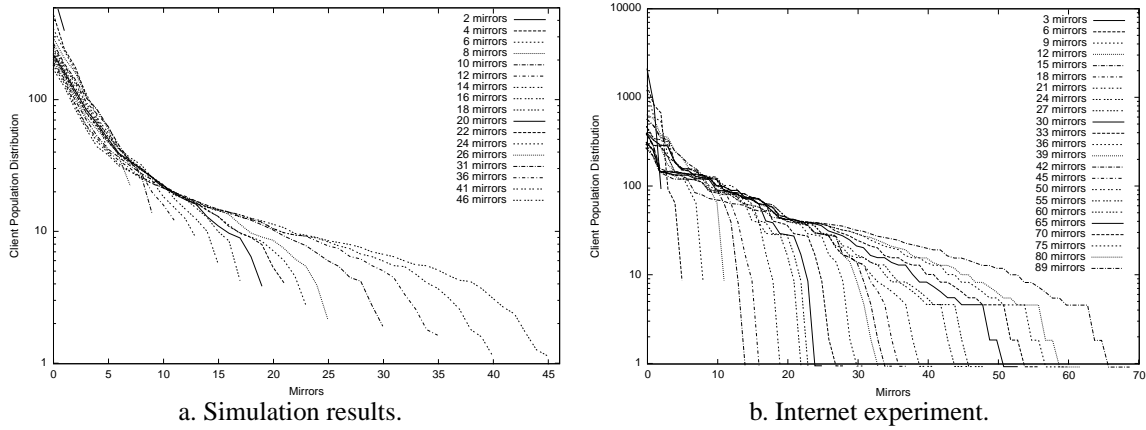 100
10
1
0
5
10
15
20
25
30
35
40
45
Client Population Distribution
Mirrors
2 mirrors
4 mirrors
6 mirrors
8 mirrors
10 mirrors
12 mirrors
14 mirrors
16 mirrors
18 mirrors
20 mirrors
22 mirrors
24 mirrors
26 mirrors
31 mirrors
36 mirrors
41 mirrors
46 mirrors
a. Simulation results.
10000
1000
100
10
1
0
10
20
30
40
50
60
70
Client Population Distribution
Mirrors
3 mirrors
6 mirrors
9 mirrors
12 mirrors
15 mirrors
18 mirrors
21 mirrors
24 mirrors
27 mirrors
30 mirrors
33 mirrors
36 mirrors
39 mirrors
42 mirrors
45 mirrors
50 mirrors
55 mirrors
60 mirrors
65 mirrors
70 mirrors
75 mirrors
80 mirrors
89 mirrors
b. Internet experiment.